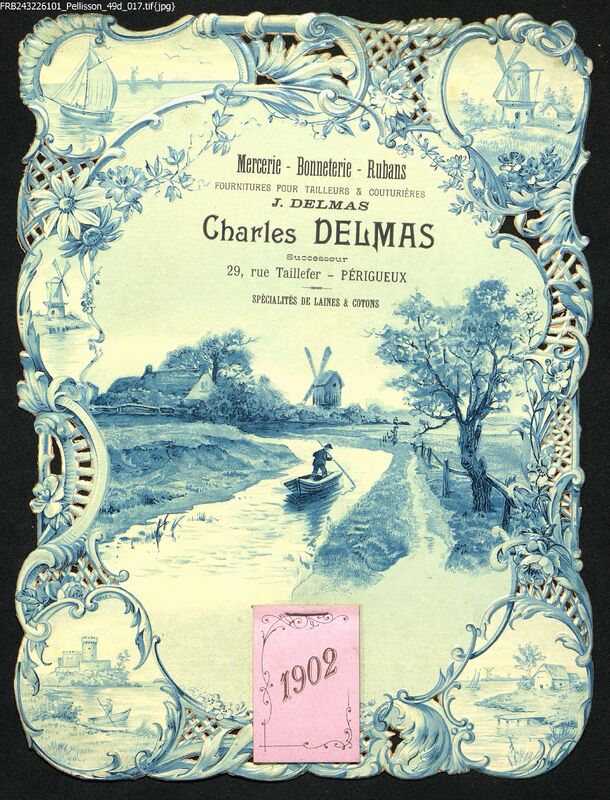 FRB243226101_Pellisson_49d_017.tif{jpg}
Mercerie - Bonneterie - Rubans
FOURNITURES POUR TAILLEURS & COUTURIÈRES
J. DELMAS
Charles DELMAS
Successeur
29, rue Taillefer - PÉRIGUEUX
SPÉCIALITÉS DE LAINES & COTONS
1902